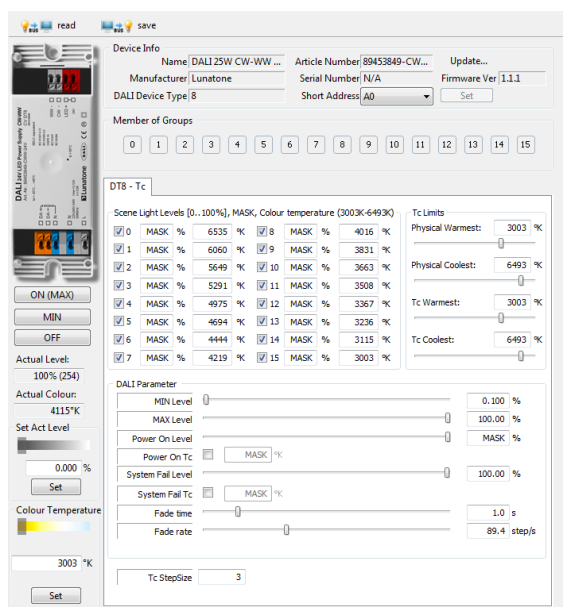 read
save
Device Info
Name DALI 25W CW-WW ... Article Number 89453849-CW... Update...
Manufacturer Lunatone Serial Number N/A Firmware Ver 1.1.1
DALI Device Type 8 Short Address A0 Set
Member of Groups
0 1 2 3 4 5 6 7 8 9 10 11 12 13 14 15
DT8 - Tc
Scene Light Levels [0..100%], MASK, Colour temperature (3003K-6493K)
0 MASK % 6535 °K 8 MASK % 4016 °K
1 MASK % 6060 °K 9 MASK % 3831 °K
2 MASK % 5649 °K 10 MASK % 3663 °K
3 MASK % 5291 °K 11 MASK % 3508 °K
4 MASK % 4975 °K 12 MASK % 3367 °K
5 MASK % 4694 °K 13 MASK % 3236 °K
6 MASK % 4444 °K 14 MASK % 3115 °K
7 MASK % 4219 °K 15 MASK % 3003 °K
Tc Limits
Physical Warmest: 3003 °K
Physical Coolest: 6493 °K
Tc Warmest: 3003 °K
Tc Coolest: 6493 °K
ON (MAX)
MIN
OFF
Actual Level:
100% (254)
Actual Colour:
4115°K
Set Act Level
0.000 %
Set
Colour Temperature
3003 °K
Set
DALI Parameter
MIN Level 0.100 %
MAX Level 100.00 %
Power On Level MASK %
Power On Tc MASK °K
System Fail Level 100.00 %
System Fail Tc MASK °K
Fade time 1.0 s
Fade rate 89.4 step/s
Tc StepSize 3